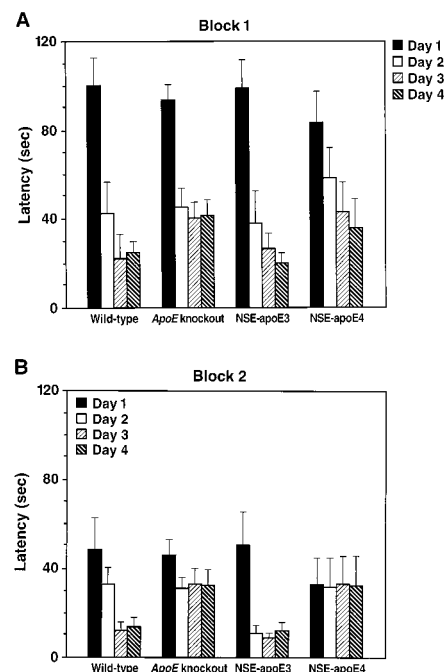 A
Block 1
120
80
40
0
Latency (sec)
Day 1
Day 2
Day 3
Day 4
Wild-type ApoE knockout NSE-apoE3 NSE-apoE4
B
Block 2
120
80
40
0
Latency (sec)
Day 1
Day 2
Day 3
Day 4
Wild-type ApoE knockout NSE-apoE3 NSE-apoE4